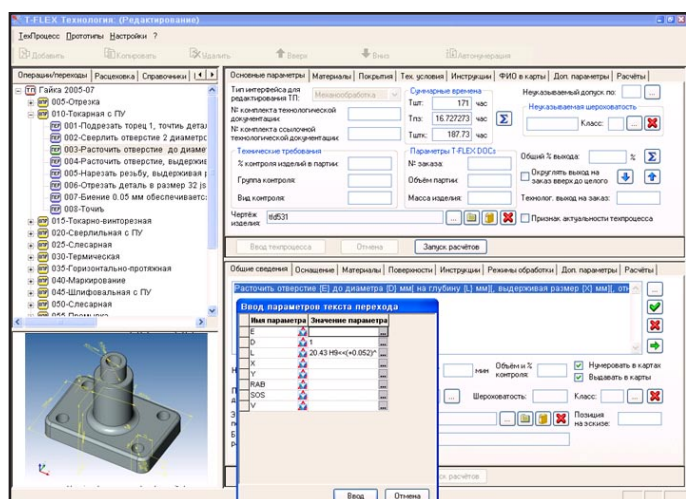 T-FLEX Технология: (Редактирование)
ТехПроцесс Прототипы Настройки ?
Добавить Копировать Удалить Вверх Вниз Автонумерация
Операции/переходы Расцеховка Справочники
ТП Гайка 2005-07
005-Отрезка
010-Токарная с ПУ
001-Подрезать торец 1, точить детал
002-Сверлить отверстие 2 диаметро
003-Расточить отверстие до диаме
004-Расточить отверстие, выдержив
005-Нарезать резьбу, выдерживая р
006-Отрезать деталь в размер 32 js
007-Биение 0.05 мм обеспечиваетс
008-Точить
015-Токарно-винторезная
020-Сверлильная с ПУ
025-Слесарная
030-Термическая
035-Горизонтально-протяжная
040-Маркирование
045-Шлифовальная с ПУ
050-Слесарная
055-Промывка
Основные параметры Материалы Покрытия Тех. условия Инструкции ФИО в карты Доп. параметры Расчёты
Тип интерфейса для редактирования ТП: Механообработка
№ комплекта технологической документации:
№ комплекта ссылочной технологической документации:
Суммарные времена
Тшт: 171 час
Тпз: 16.727273 час
Тштк: 187.73 час
Неуказываемый допуск по: ...
Неуказываемая шероховатость
Класс: ...
Технические требования
% контроля изделий в партии:
Группа контроля:
Вид контроля:
Параметры T-FLEX DOCs
№ заказа:
Объём партии:
Масса изделия:
Общий % выхода: %
Округлять выход на заказ вверх до целого
Технолог. выход на заказ:
Чертёж изделия: tfd531 ...
Признак актуальности техпроцесса
Ввод техпроцесса Отмена Запуск расчётов
Общие сведения Оснащение Материалы Поверхности Инструкции Режимы обработки Доп. параметры Расчёты
Расточить отверстие {E} до диаметра {D} мм[ на глубину {L} мм][, выдерживая размер {X} мм][, отн
Ввод параметров текста перехода
Имя параметра Значение параметра
E
D 1
L 20.43 H9<<(+0.052)^
X
Y
RAB
SOS
V
Ввод Отмена
мин Объём и % контроля:
Нумеровать в картах
Выдавать в карты
Шероховатость: Класс: ...
Позиция на эскизе:
ск расчётов